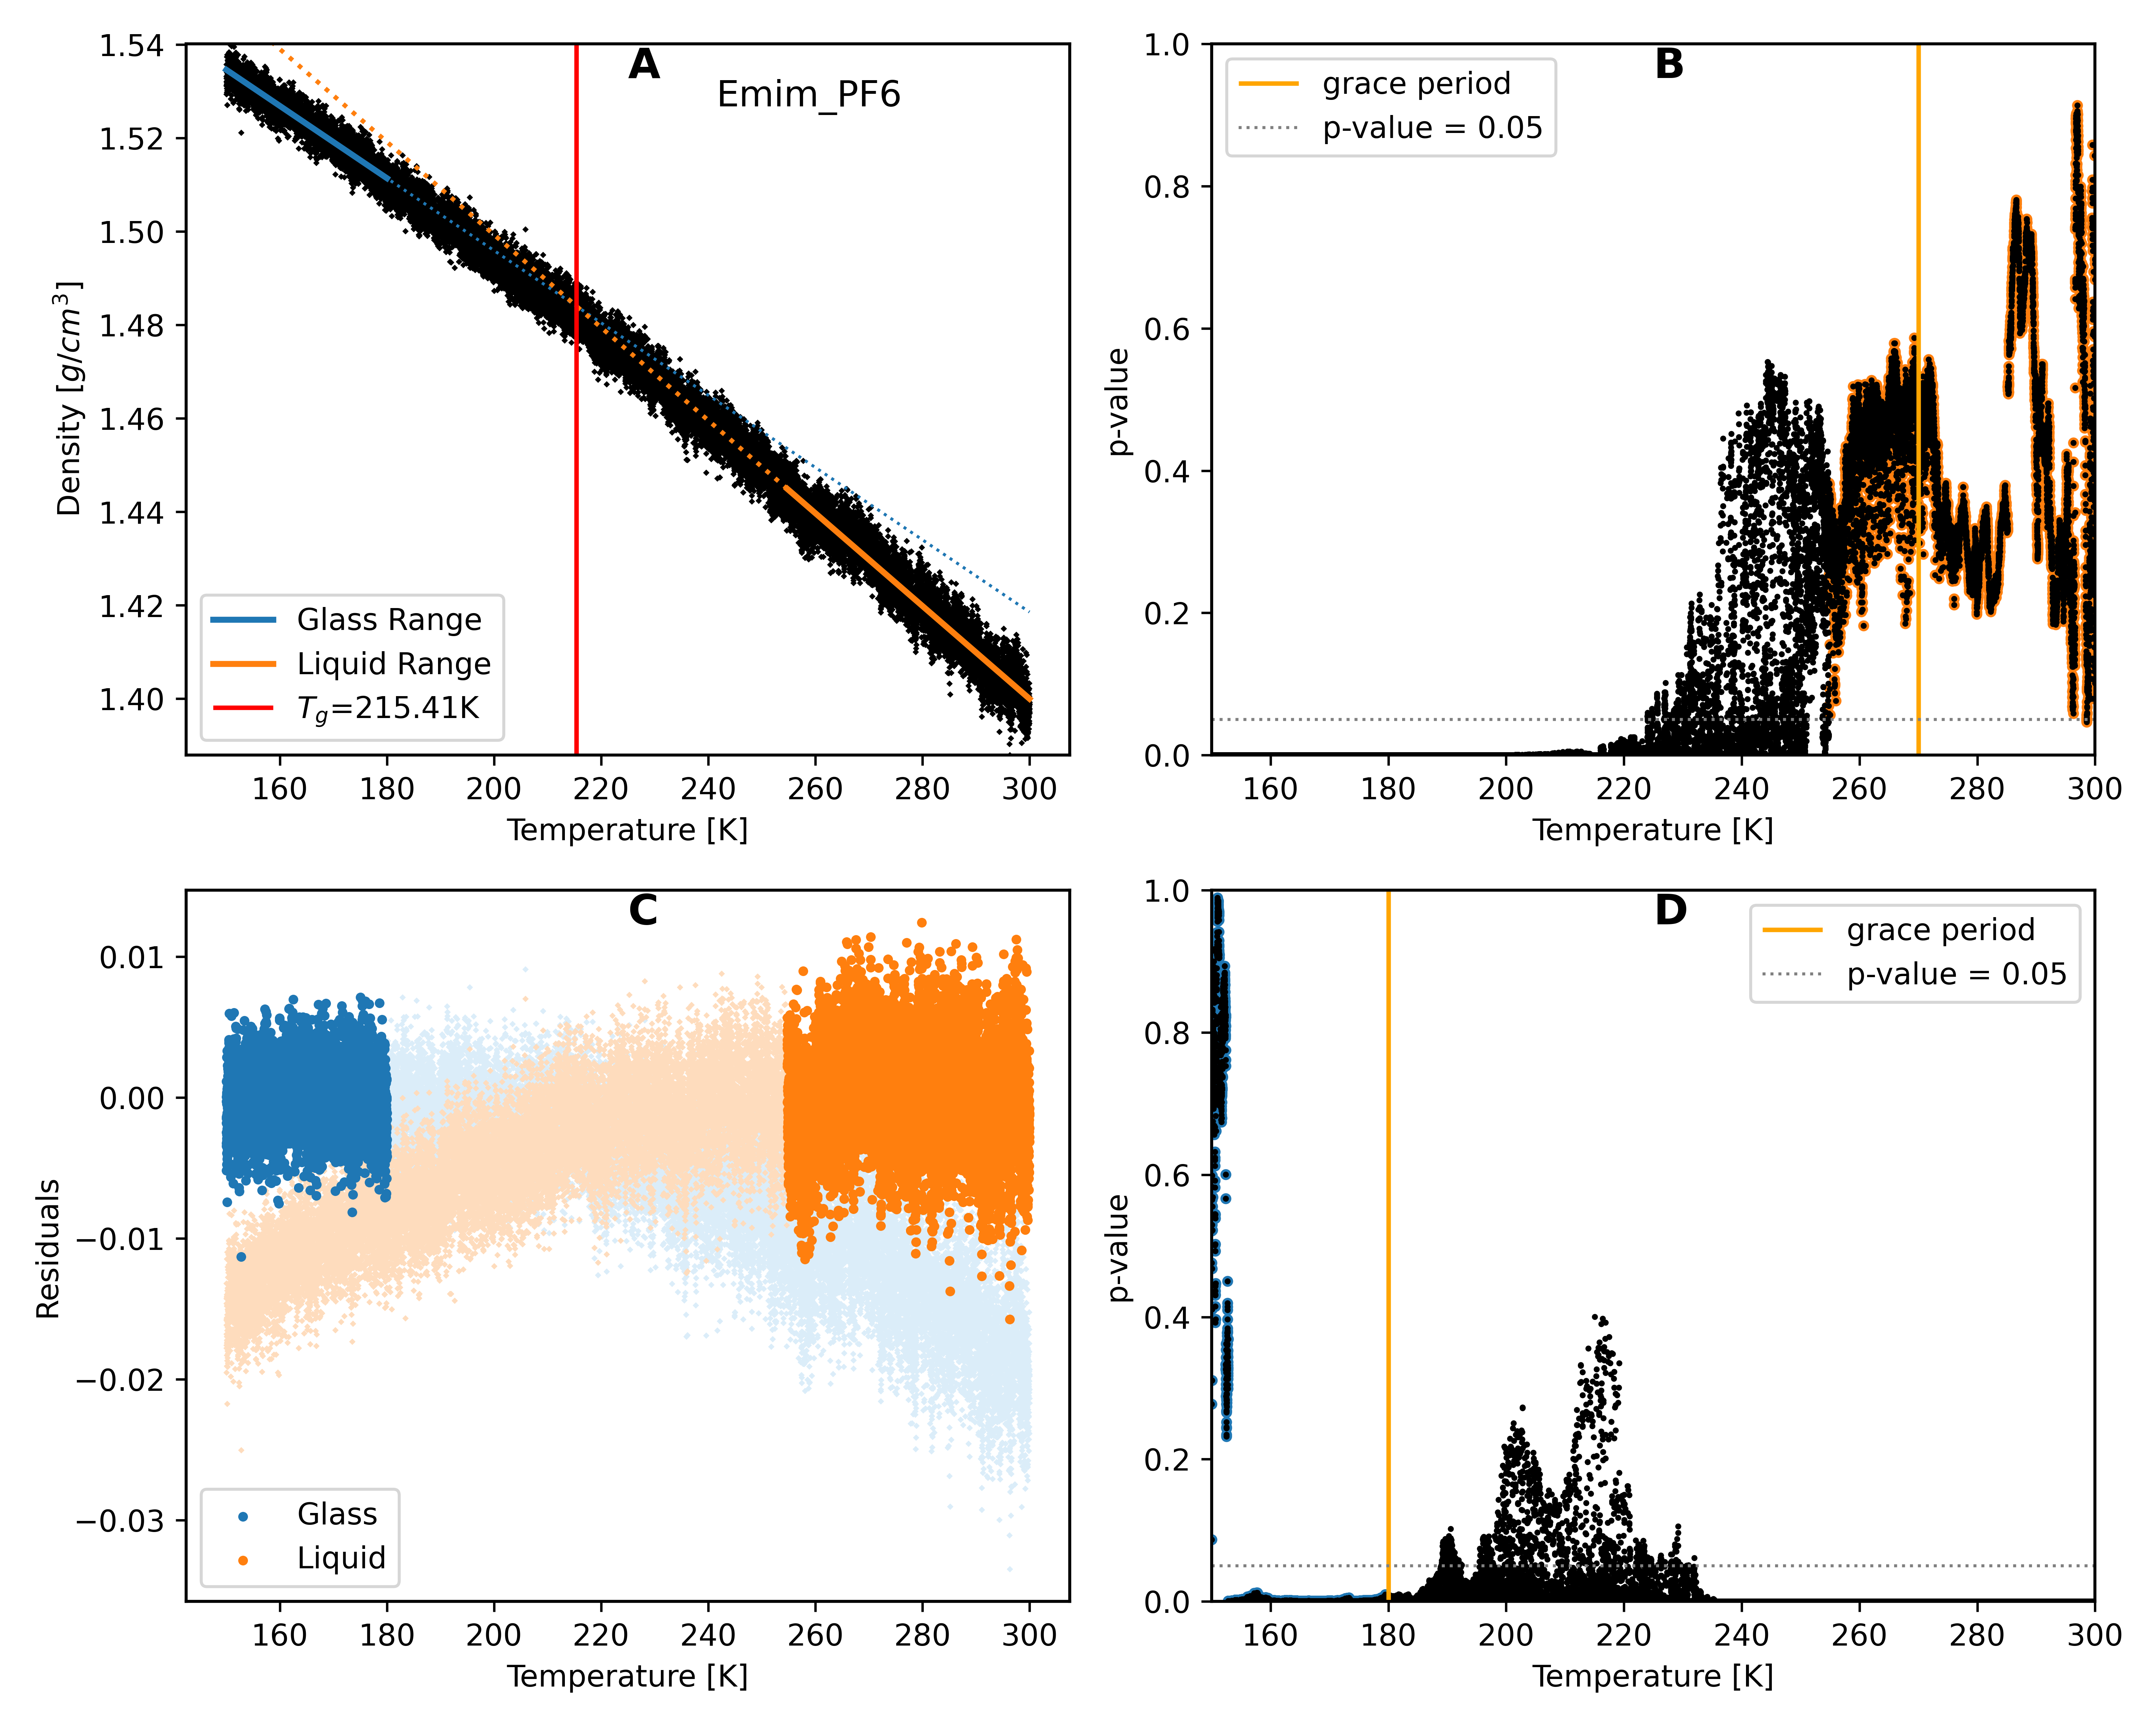 A
Emim_PF6
1.54
1.52
1.50
1.48
1.46
1.44
1.42
1.40
Density [g/cm³]
Glass Range
Liquid Range
Tg=215.41K
160 180 200 220 240 260 280 300
Temperature [K]
B
grace period
p-value = 0.05
1.0
0.8
0.6
0.4
0.2
0.0
p-value
160 180 200 220 240 260 280 300
Temperature [K]
C
0.01
0.00
−0.01
−0.02
−0.03
Residuals
Glass
Liquid
160 180 200 220 240 260 280 300
Temperature [K]
D
grace period
p-value = 0.05
1.0
0.8
0.6
0.4
0.2
0.0
p-value
160 180 200 220 240 260 280 300
Temperature [K]